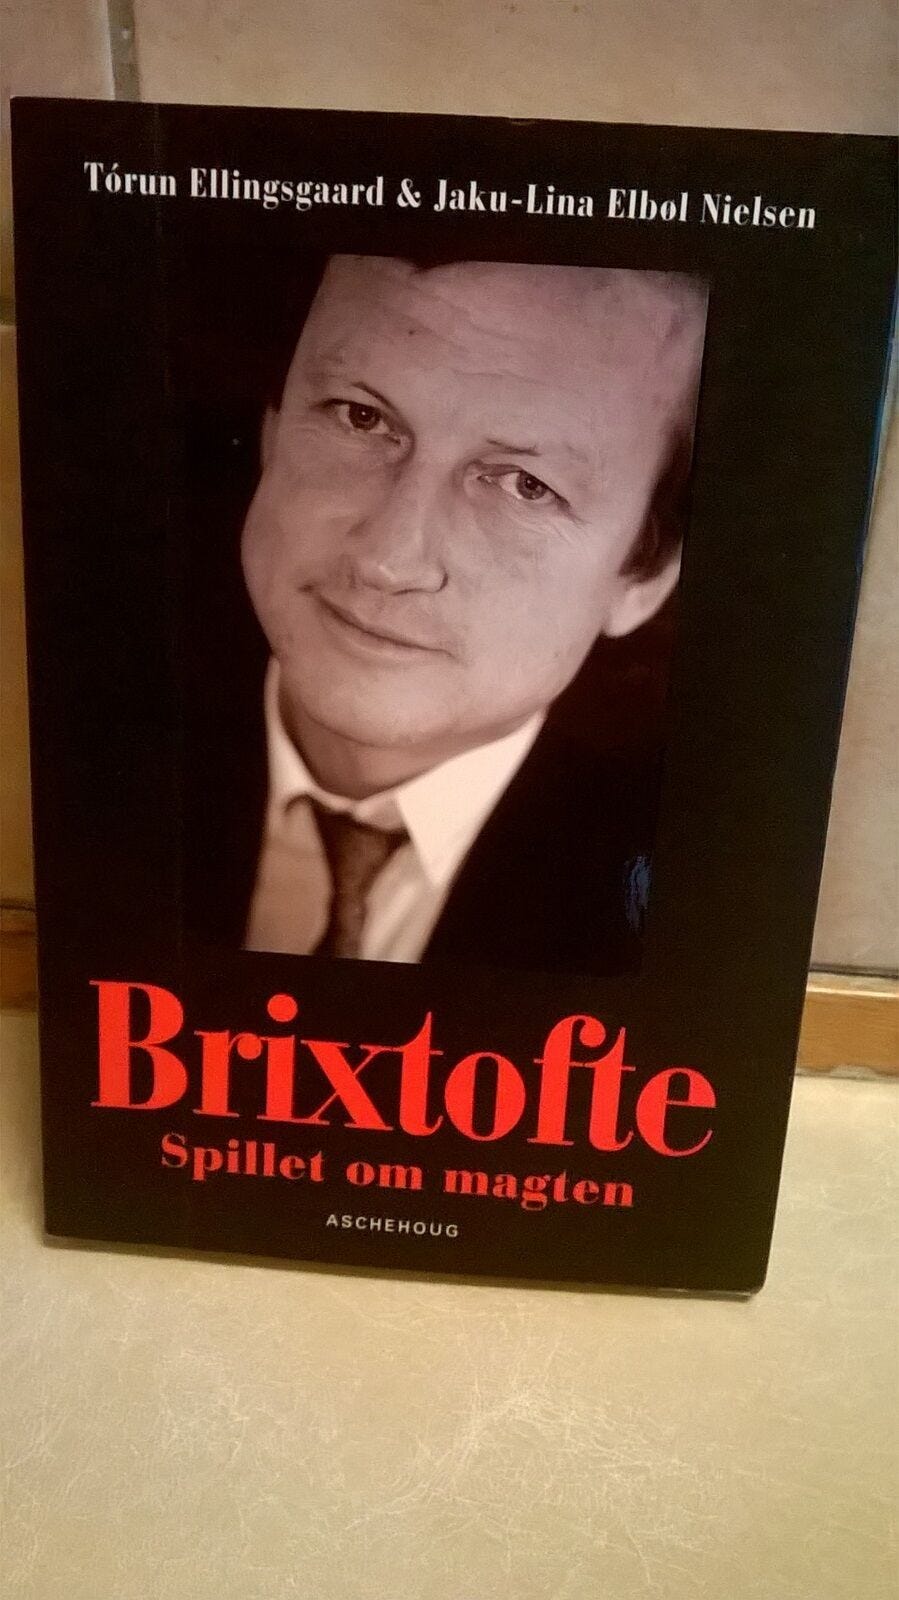 Tórun Ellingsgaard & Jaku-Lina Elbøl Nielsen
Brixtofte
Spillet om magten
ASCHEHOUG